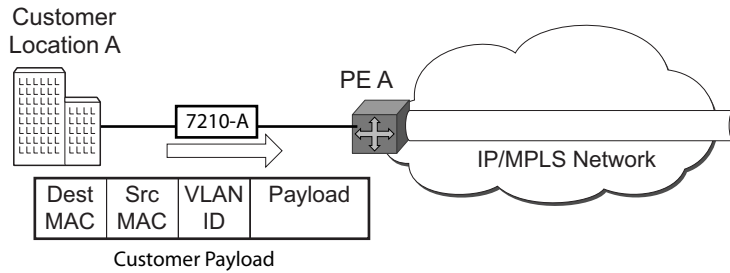 Customer
Location A
PE A
7210-A
IP/MPLS Network
Dest
MAC
Src
MAC
VLAN
ID
Payload
Customer Payload